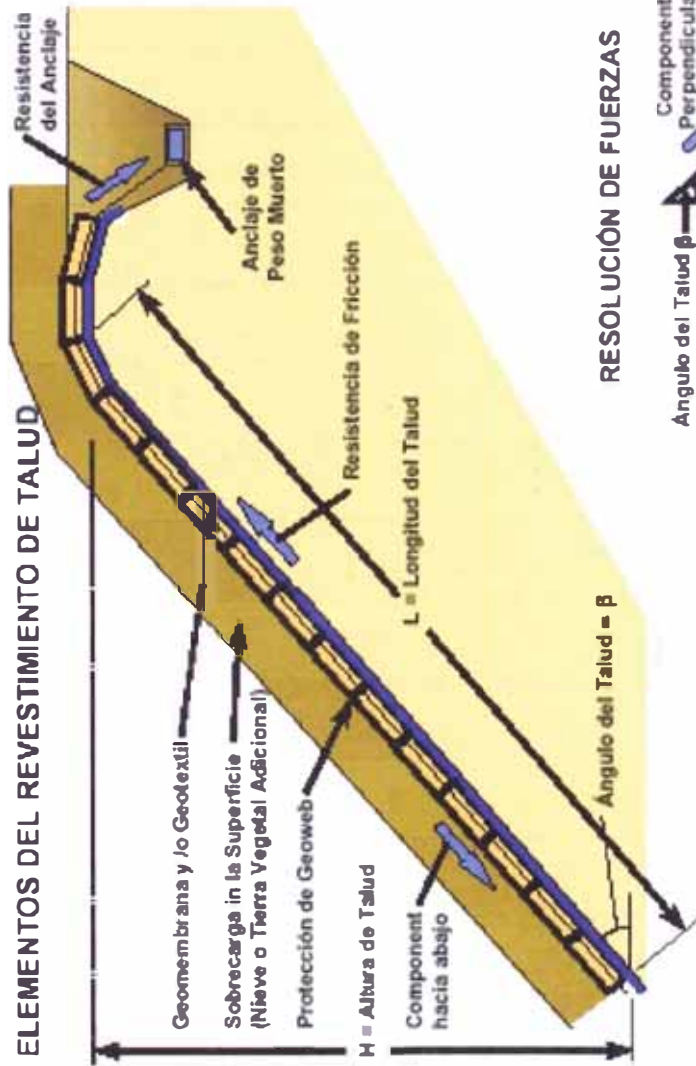 ELEMENTOS DEL REVESTIMIENTO DE TALUD
Resistencia
del Anclaje
Geomembrana y /o Geotextil
Sobrecarga in la Superficie
(Nieve o Tierra Vegetal Adicional)
Protección de Geoweb
Anclaje de
Peso Muerto
H = Altura de Talud
Component
hacia abajo
Resistencia de Fricción
L = Longitud del Talud
Ángulo del Talud = β
RESOLUCIÓN DE FUERZAS
Component
Perpendicula
Ángulo del Talud β